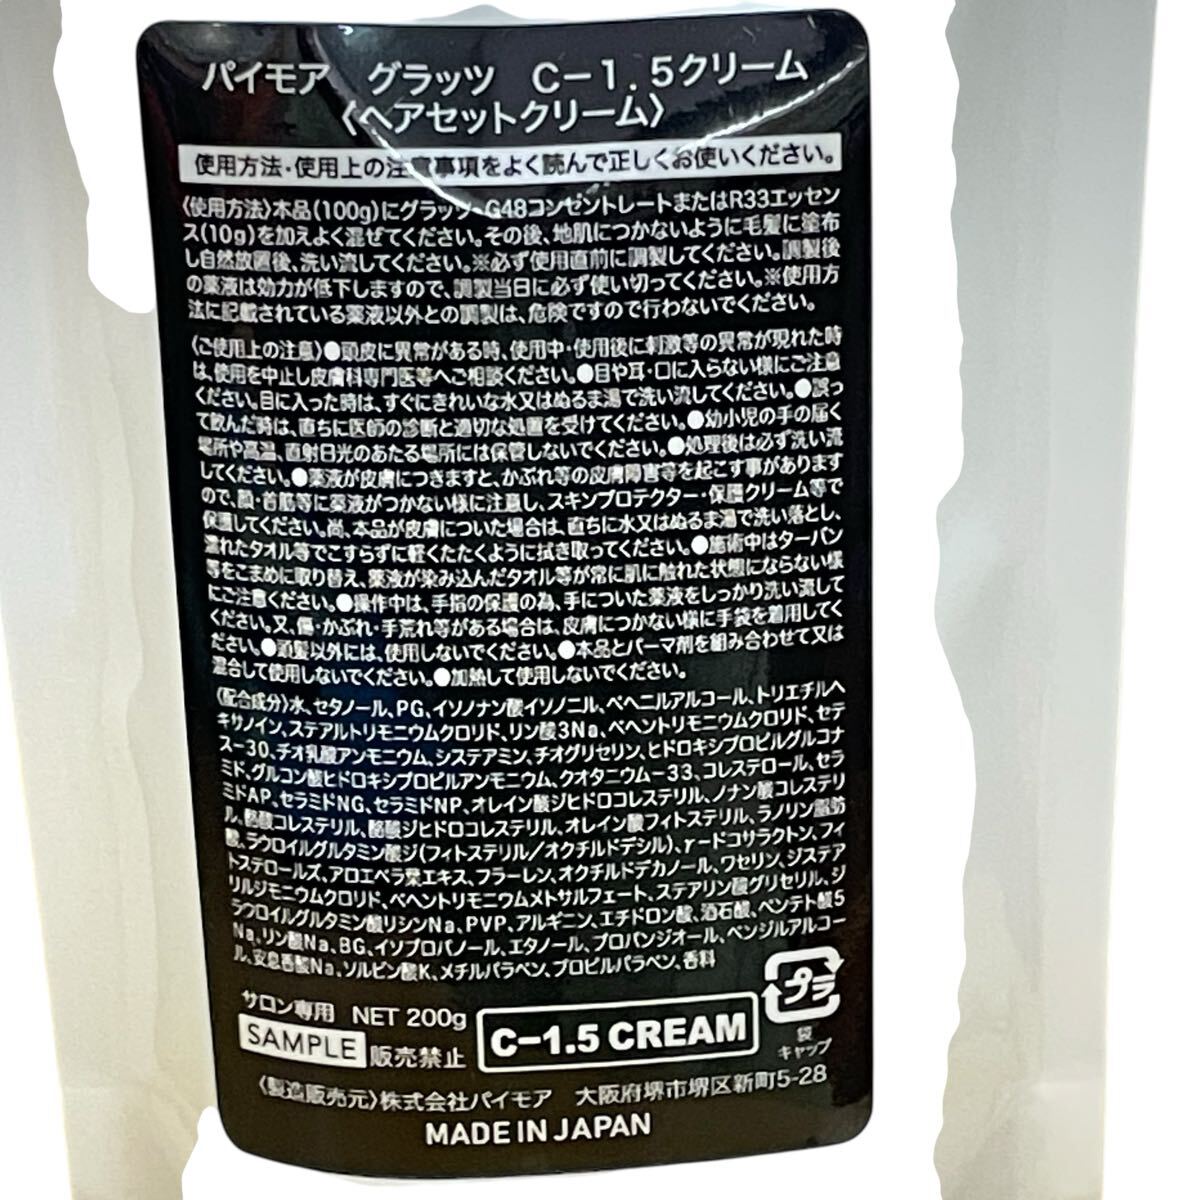 パイモア　グラッツ　C－1.5クリーム
〈ヘアセットクリーム〉
使用方法・使用上の注意事項をよく読んで正しくお使いください。
〈使用方法〉本品(100g)にグラッツ G48コンセントレートまたはR33エッセン
ス(10g)を加えよく混ぜてください。その後、地肌につかないように毛髪に塗布
し自然放置後、洗い流してください。※必ず使用直前に調製してください。調製後
の薬液は効力が低下しますので、調製当日に必ず使い切ってください。※使用方
法に記載されている薬液以外との調製は、危険ですので行わないでください。
〈ご使用上の注意〉●頭皮に異常がある時、使用中・使用後に刺激等の異常が現れた時
は、使用を中止し皮膚科専門医等へご相談ください。●目や耳・口に入らない様にご注意
ください。目に入った時は、すぐにきれいな水又はぬるま湯で洗い流してください。●誤っ
て飲んだ時は、直ちに医師の診断と適切な処置を受けてください。●幼小児の手の届く
場所や高温、直射日光のあたる場所には保管しないでください。●処理後は必ず洗い流
してください。●薬液が皮膚につきますと、かぶれ等の皮膚障害等を起こす事があります
ので、顔・首筋等に薬液がつかない様に注意し、スキンプロテクター・保護クリーム等で
保護してください。尚、本品が皮膚についた場合は、直ちに水又はぬるま湯で洗い落とし、
濡れたタオル等でこすらずに軽くたたくように拭き取ってください。●施術中はターバン
等をこまめに取り替え、薬液が染み込んだタオル等が常に肌に触れた状態にならない様
にご注意ください。●操作中は、手指の保護の為、手についた薬液をしっかり洗い流して
ください。又、傷・かぶれ・手荒れ等がある場合は、皮膚につかない様に手袋を着用してく
ださい。●頭髪以外には、使用しないでください。●本品とパーマ剤を組み合わせて又は
混合して使用しないでください。●加熱して使用しないでください。
〈配合成分〉水、セタノール、PG、イソノナン酸イソノニル、ベヘニルアルコール、トリエチルヘ
キサノイン、ステアルトリモニウムクロリド、リン酸3Na、ベヘントリモニウムクロリド、セテ
ス－30、チオ乳酸アンモニウム、システアミン、チオグリセリン、ヒドロキシプロピルグルコナ
ミド、グルコン酸ヒドロキシプロピルアンモニウム、クオタニウム－33、コレステロール、セラ
ミドAP、セラミドNG、セラミドNP、オレイン酸ジヒドロコレステリル、ノナン酸コレステリ
ル、酪酸コレステリル、酪酸ジヒドロコレステリル、オレイン酸フィトステリル、ラノリン脂肪
酸、ラウロイルグルタミン酸ジ(フィトステリル/オクチルドデシル)、γ－ドコサラクトン、フィ
トステロールズ、アロエベラ葉エキス、フラーレン、オクチルドデカノール、ワセリン、ジステア
リルジモニウムクロリド、ベヘントリモニウムメトサルフェート、ステアリン酸グリセリル、ジ
ラウロイルグルタミン酸リシンNa、PVP、アルギニン、エチドロン酸、酒石酸、ペンテト酸5
Na、リン酸Na、BG、イソプロパノール、エタノール、プロパンジオール、ベンジルアルコー
ル、安息香酸Na、ソルビン酸K、メチルパラベン、プロピルパラベン、香料
サロン専用　NET 200g
SAMPLE 販売禁止
C－1.5 CREAM
プラ
袋
キャップ
〈製造販売元〉株式会社パイモア　大阪府堺市堺区新町5-28
MADE IN JAPAN